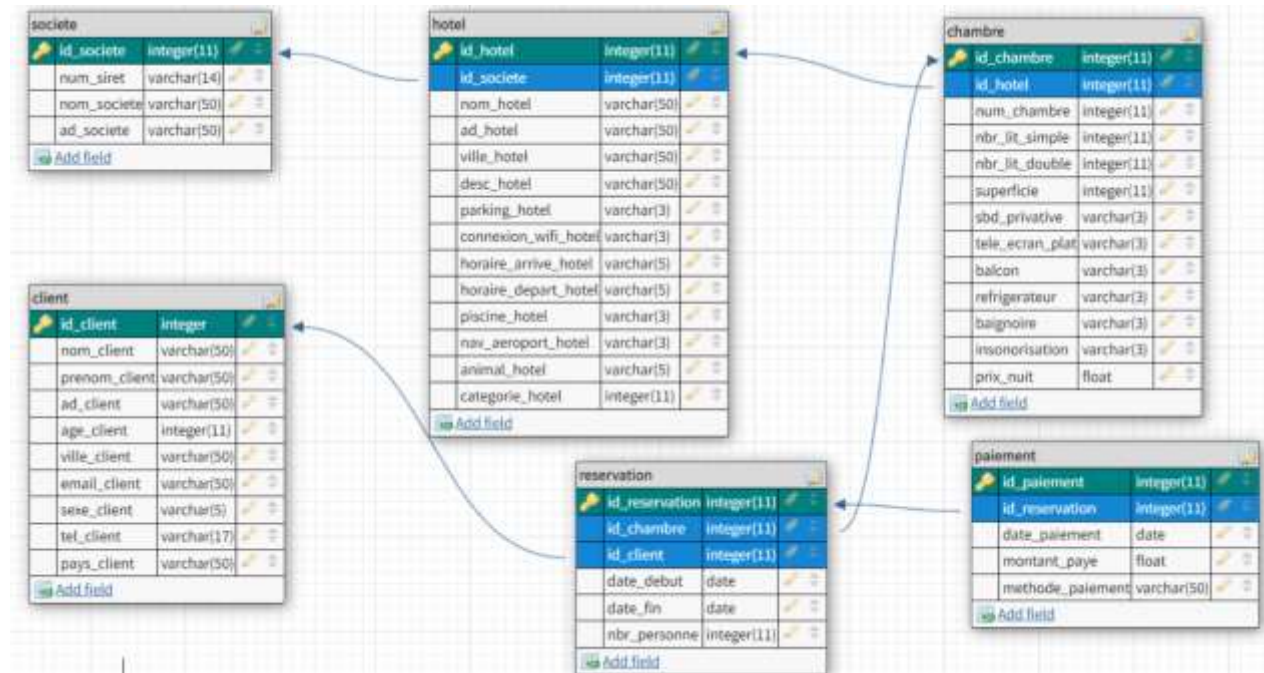 societe
id_societe integer(11)
num_siret varchar(14)
nom_societe varchar(50)
ad_societe varchar(50)
Add field
hotel
id_hotel integer(11)
id_societe integer(11)
nom_hotel varchar(50)
ad_hotel varchar(50)
ville_hotel varchar(50)
desc_hotel varchar(50)
parking_hotel varchar(3)
connexion_wifi_hotel varchar(3)
horaire_arrive_hotel varchar(5)
horaire_depart_hotel varchar(5)
piscine_hotel varchar(3)
nav_aeroport_hotel varchar(3)
animal_hotel varchar(5)
categorie_hotel integer(11)
Add field
chambre
id_chambre integer(11)
id_hotel integer(11)
num_chambre integer(11)
nbr_lit_simple integer(11)
nbr_lit_double integer(11)
superficie integer(11)
sbd_privative varchar(3)
tele_ecran_plat varchar(3)
balcon varchar(3)
refrigerateur varchar(3)
baignoire varchar(3)
insonorisation varchar(3)
prix_nuit float
Add field
client
id_client integer
nom_client varchar(50)
prenom_client varchar(50)
ad_client varchar(50)
age_client integer(11)
ville_client varchar(50)
email_client varchar(50)
sexe_client varchar(5)
tel_client varchar(17)
pays_client varchar(50)
Add field
reservation
id_reservation integer(11)
id_chambre integer(11)
id_client integer(11)
date_debut date
date_fin date
nbr_personne integer(11)
Add field
paiement
id_paiement integer(11)
id_reservation integer(11)
date_paiement date
montant_paye float
methode_paiement varchar(50)
Add field